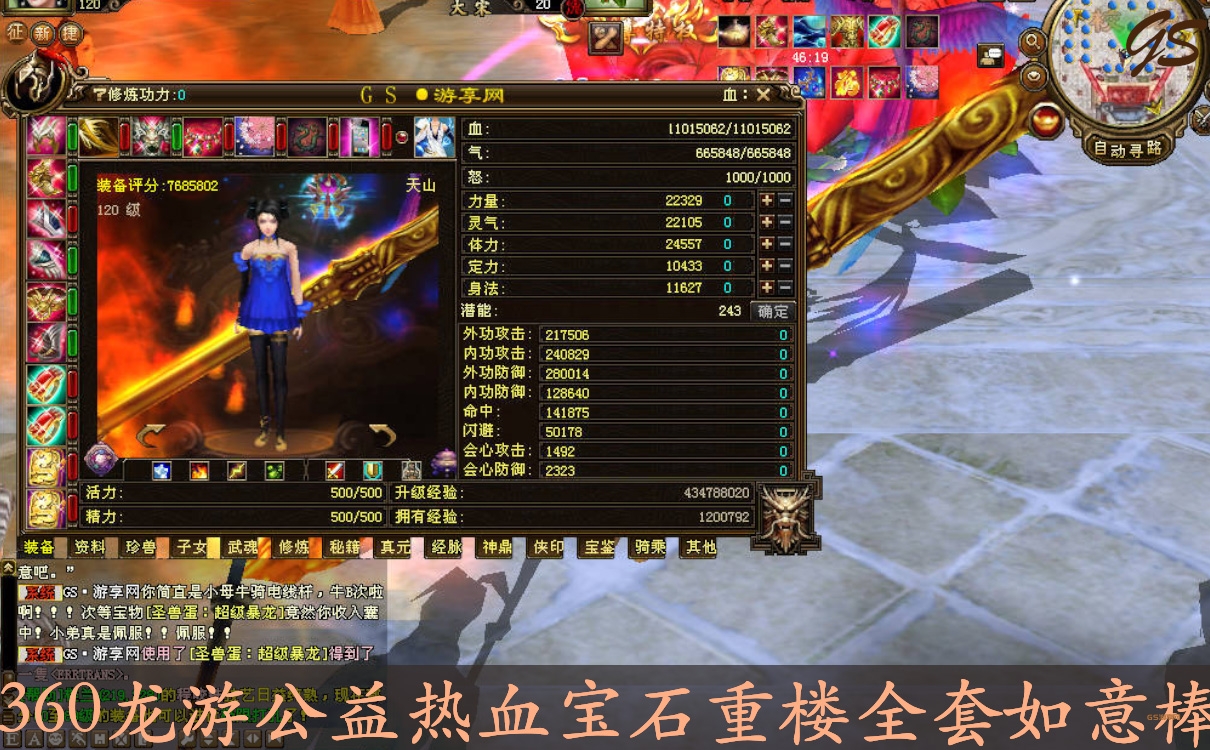 120
大宋
20
征 新 捷
特权
46:19
GS
自动寻路
?修炼功力:0
GS ●游享网
血:
装备评分:7685802
天山
120 级
血: 11015062/11015062
气: 665848/665848
怒: 1000/1000
力量: 22329 0
灵气: 22105 0
体力: 24557 0
定力: 10433 0
身法: 11627 0
潜能: 243 确定
外功攻击: 217506 0
内功攻击: 240829 0
外功防御: 280014 0
内功防御: 128640 0
命中: 141875 0
闪避: 50178 0
会心攻击: 1492 0
会心防御: 2323 0
活力: 500/500 升级经验: 434788020
精力: 500/500 拥有经验: 1200792
装备 资料 珍兽 子女 武魂 修炼 秘籍 真元 经脉 神鼎 侠印 宝鉴 骑乘 其他
意吧。”
系统GS·游享网你简直是小母牛骑电线杆，牛B次啦
啊！！！次等宝物[圣兽蛋：超级暴龙]竟然你收入囊
中！小弟真是佩服！！佩服！！
系统GS·游享网使用了[圣兽蛋：超级暴龙]得到了
一隻<ERRTRANS>。
360龙游公益热血宝石重楼全套如意棒